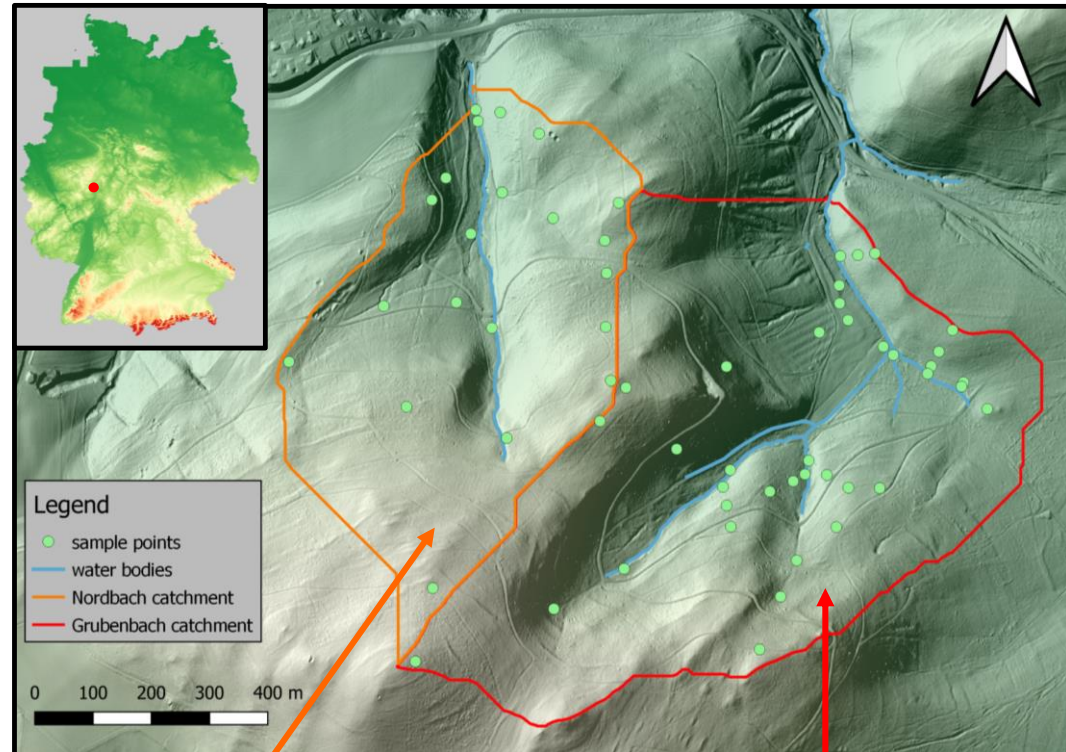 Legend
sample points
water bodies
Nordbach catchment
Grubenbach catchment
0 100 200 300 400 m